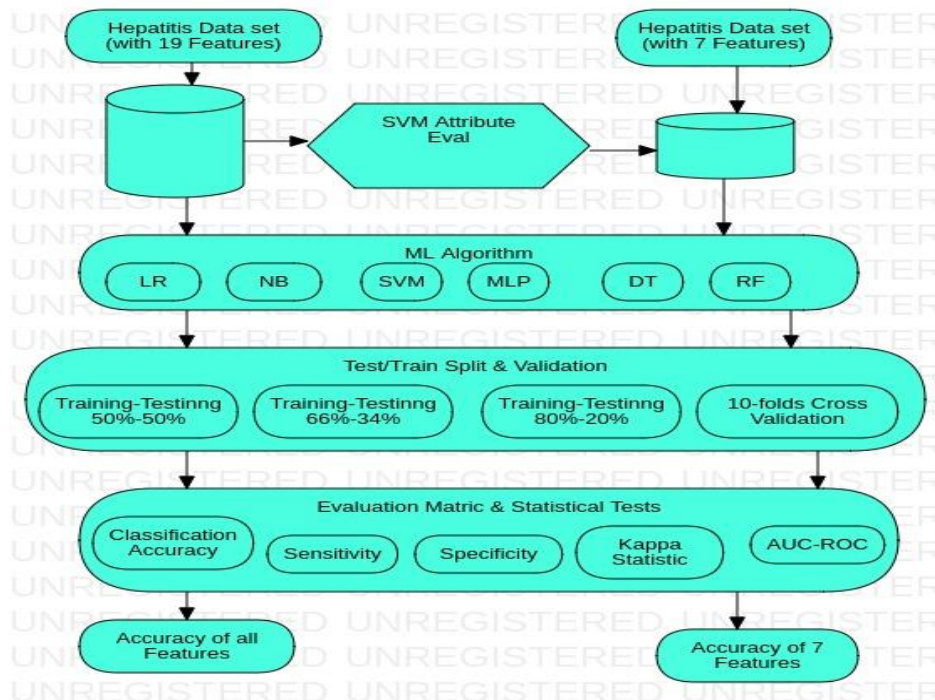 Hepatitis Data set
(with 19 Features)
Hepatitis Data set
(with 7 Features)
SVM Attribute
Eval
ML Algorithm
LR
NB
SVM
MLP
DT
RF
Test/Train Split & Validation
Training-Testinng
50%-50%
Training-Testinng
66%-34%
Training-Testinng
80%-20%
10-folds Cross
Validation
Evaluation Matric & Statistical Tests
Classification
Accuracy
Sensitivity
Specificity
Kappa
Statistic
AUC-ROC
Accuracy of all
Features
Accuracy of 7
Features
UNREGISTERED